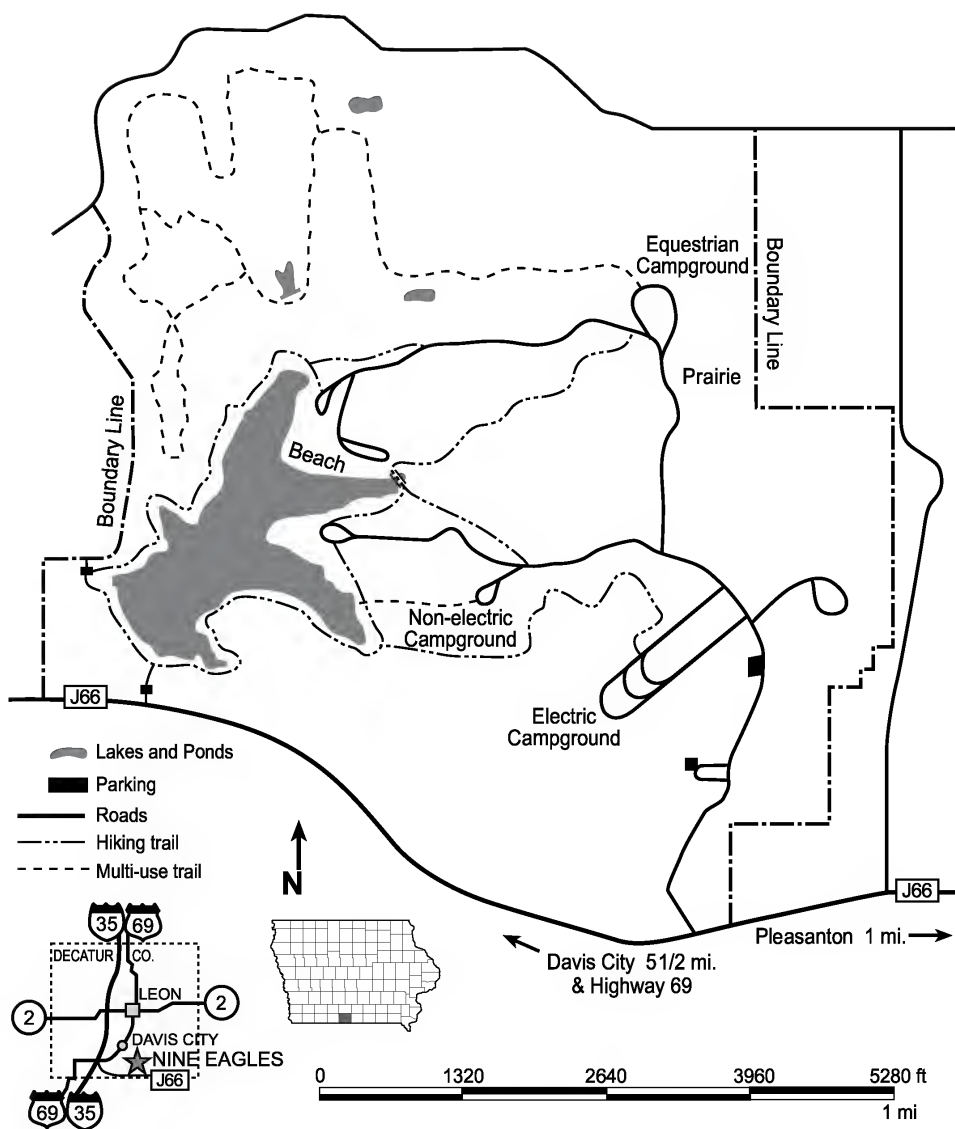 Equestrian
Campground
Boundary Line
Prairie
Beach
Boundary Line
Non-electric
Campground
J66
Electric
Campground
Lakes and Ponds
Parking
Roads
Hiking trail
Multi-use trail
N
J66
Pleasanton 1 mi.
Davis City 51/2 mi.
& Highway 69
35
69
DECATUR CO.
LEON
2
2
DAVIS CITY
NINE EAGLES
J66
69
35
0 1320 2640 3960 5280 ft
1 mi